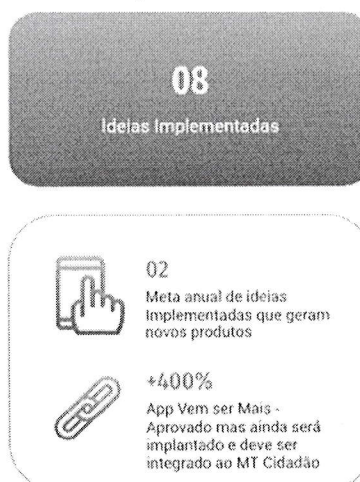 08
Ideias Implementadas
02
Meta anual de ideias
Implementadas que geram
novos produtos
+400%
App Vem ser Mais -
Aprovado mas ainda será
implantado e deve ser
integrado ao MT Cidadão